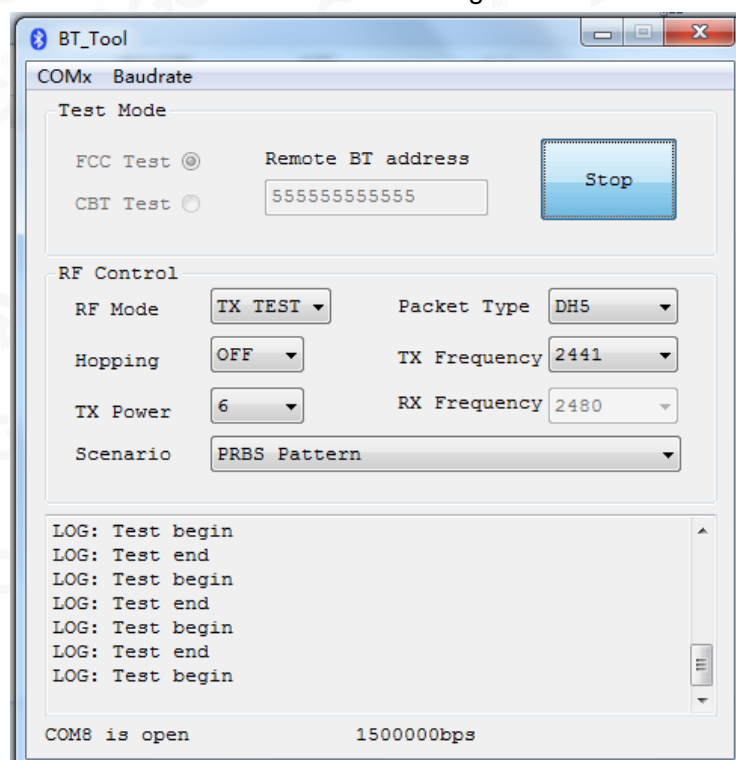 BT_Tool
COMx Baudrate
Test Mode
FCC Test
Remote BT address
Stop
CBT Test
555555555555
RF Control
RF Mode TX TEST Packet Type DH5
Hopping OFF TX Frequency 2441
TX Power 6 RX Frequency 2480
Scenario PRBS Pattern
LOG: Test begin
LOG: Test end
LOG: Test begin
LOG: Test end
LOG: Test begin
LOG: Test end
LOG: Test begin
COM8 is open 1500000bps